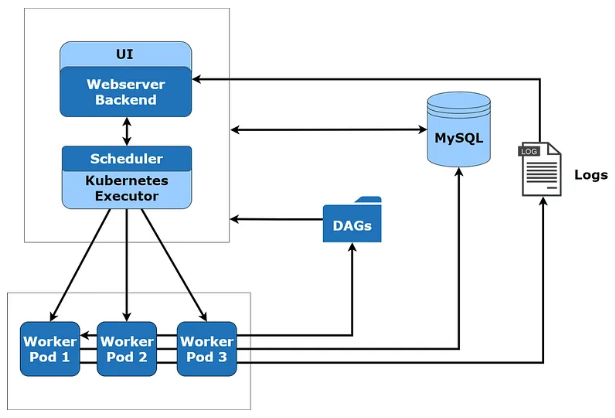 UI
Webserver
Backend
Scheduler
Kubernetes
Executor
MySQL
LOG
Logs
DAGs
Worker
Pod 1
Worker
Pod 2
Worker
Pod 3